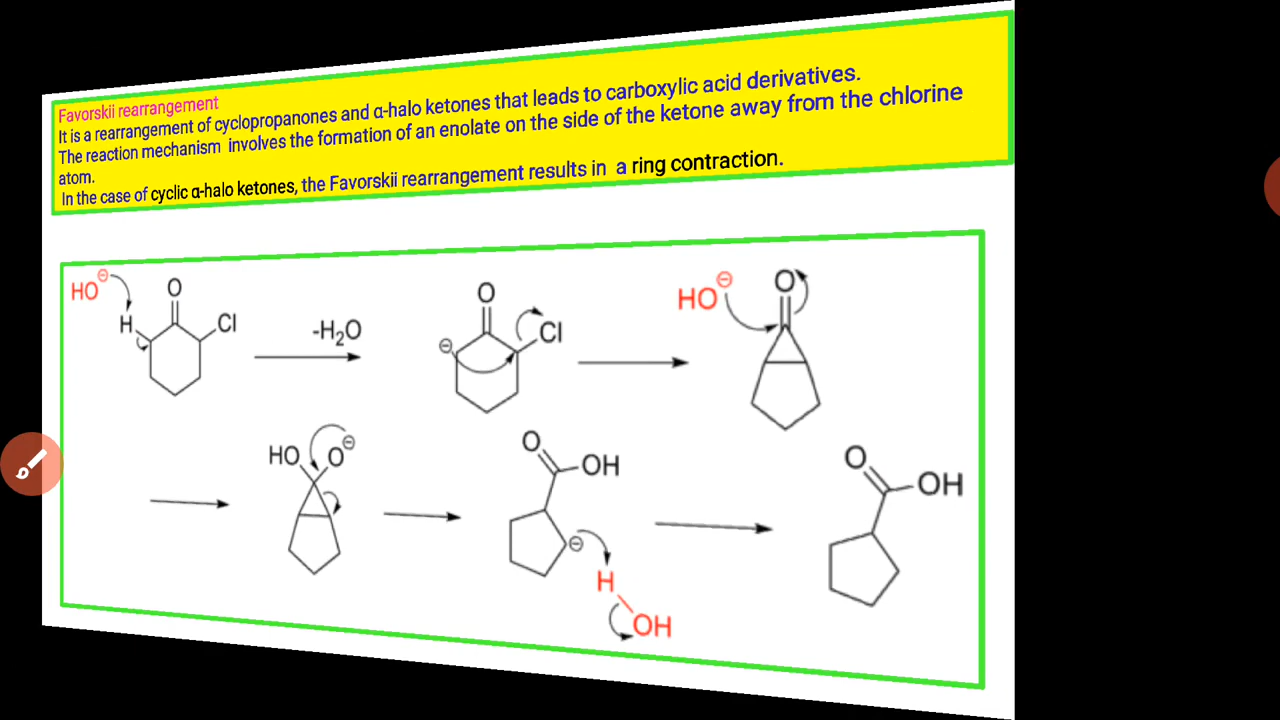 Favorskii rearrangement
It is a rearrangement of cyclopropanones and α-halo ketones that leads to carboxylic acid derivatives.
The reaction mechanism involves the formation of an enolate on the side of the ketone away from the chlorine
atom.
In the case of cyclic α-halo ketones, the Favorskii rearrangement results in a ring contraction.
HO⊖
O
H
Cl
-H₂O
O
⊖
Cl
HO⊖
O
HO
O⊖
O
OH
⊖
H
OH
O
OH